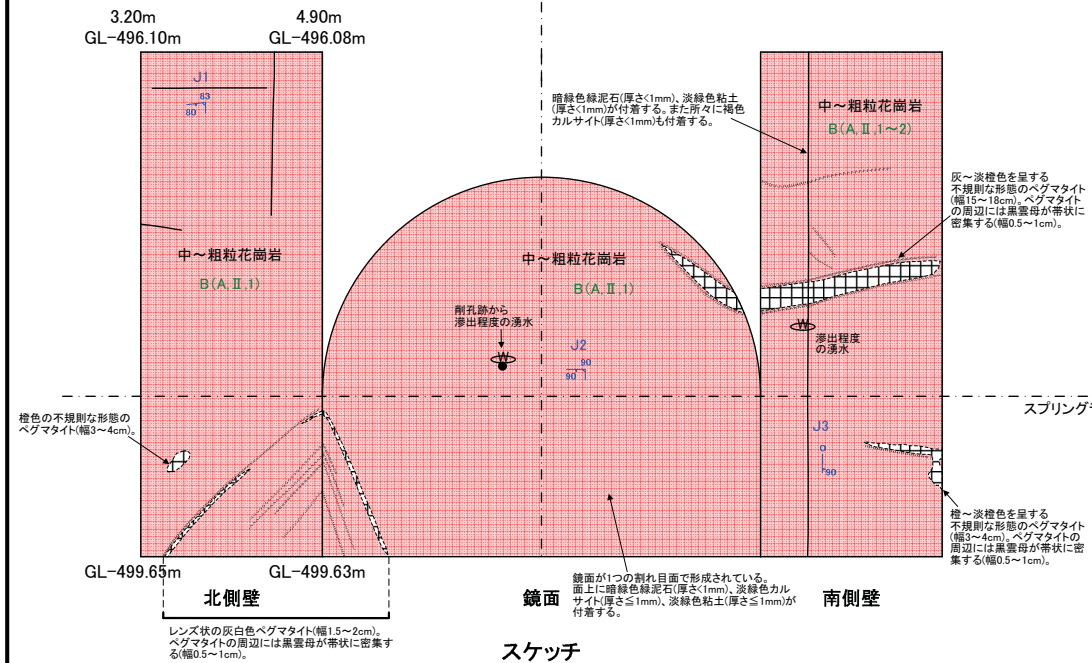 3.20m
GL-496.10m
4.90m
GL-496.08m
J1
83
80
中～粗粒花崗岩
B(A,Ⅱ,1)
橙色の不規則な形態の
ペグマタイト(幅3～4cm)。
GL-499.65m
GL-499.63m
北側壁
レンズ状の灰白色ペグマタイト(幅1.5～2cm)。
ペグマタイトの周辺には黒雲母が帯状に密集す
る(幅0.5～1cm)。
中～粗粒花崗岩
B(A,Ⅱ,1)
削孔跡から
滲出程度の湧水
W
J2
90
90
鏡面
鏡面が1つの割れ目面で形成されている。
面上に暗緑色緑泥石(厚さ<1mm)、淡緑色カル
サイト(厚さ≦1mm)、淡緑色粘土(厚さ≦1mm)が
付着する。
暗緑色緑泥石(厚さ<1mm)、淡緑色粘土
(厚さ<1mm)が付着する。また所々に褐色
カルサイト(厚さ<1mm)も付着する。
中～粗粒花崗岩
B(A,Ⅱ,1～2)
灰～淡橙色を呈する
不規則な形態のペグマタイト
(幅15～18cm)。ペグマタイト
の周辺には黒雲母が帯状に
密集する(幅0.5～1cm)。
W
滲出程度
の湧水
スプリング
J3
0
90
橙～淡橙色を呈する
不規則な形態のペグマタイト
(幅3～4cm)。ペグマタイトの
周辺には黒雲母が帯状に密
集する(幅0.5～1cm)。
南側壁
スケッチ